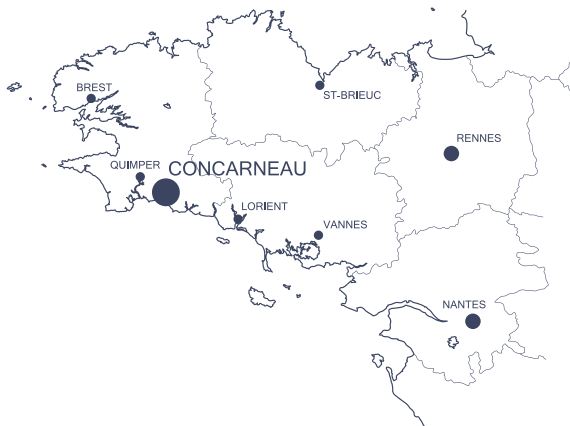 BREST
ST-BRIEUC
RENNES
QUIMPER
CONCARNEAU
LORIENT
VANNES
NANTES